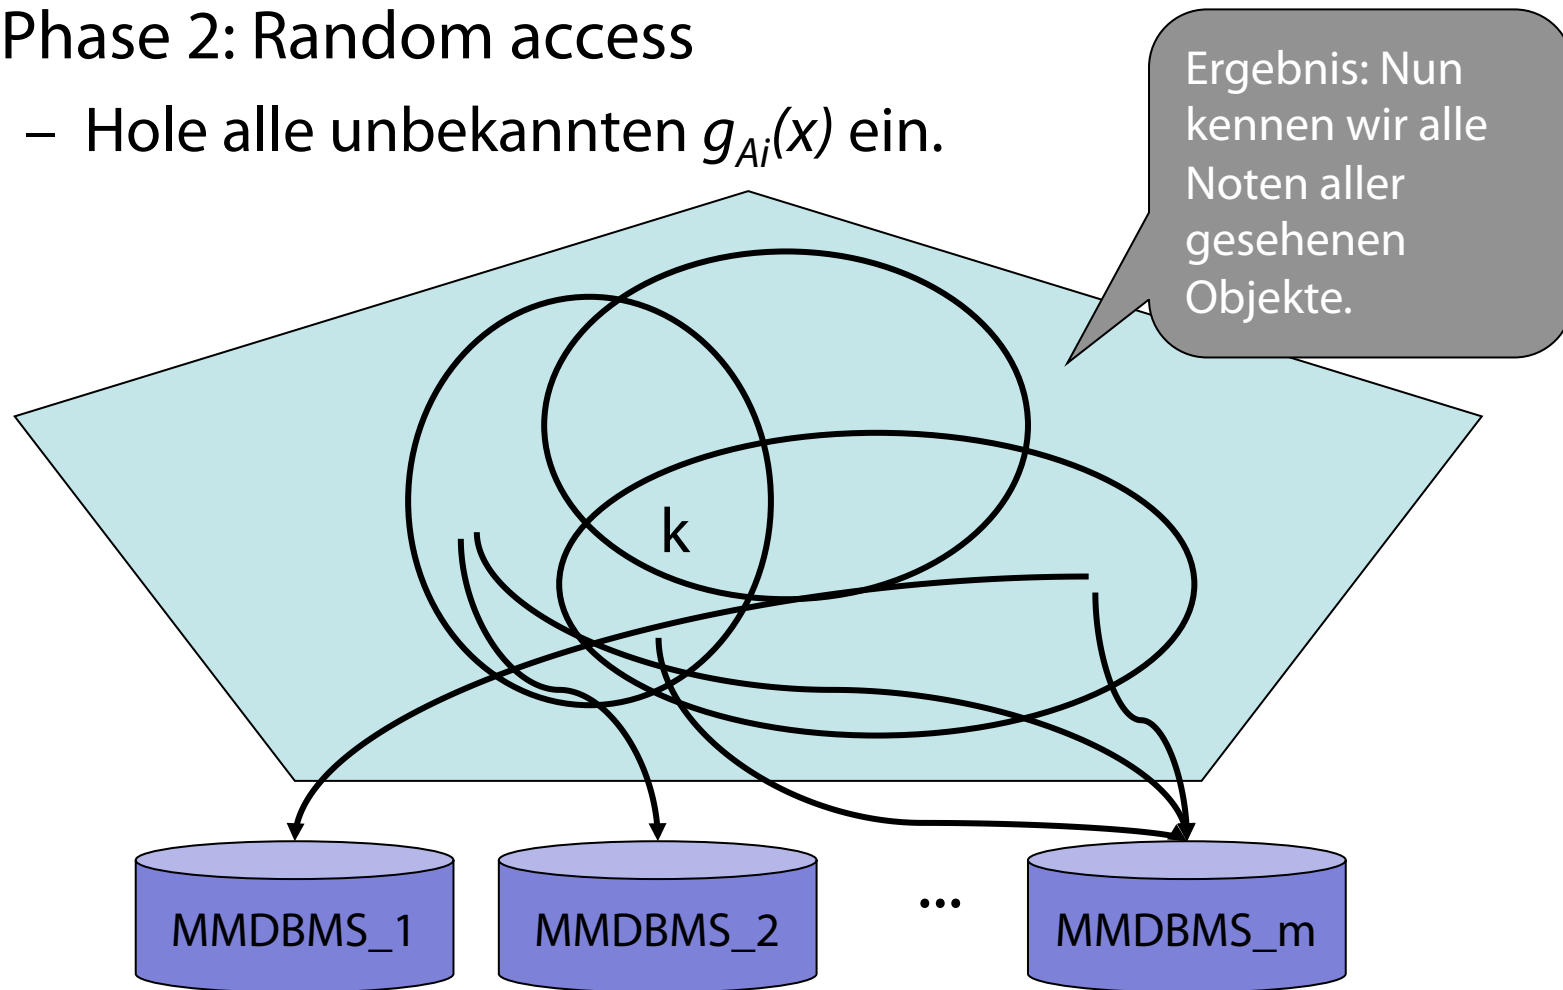 Phase 2: Random access
– Hole alle unbekannten g_Ai(x) ein.
Ergebnis: Nun
kennen wir alle
Noten aller
gesehenen
Objekte.
k
MMDBMS_1
MMDBMS_2
...
MMDBMS_m